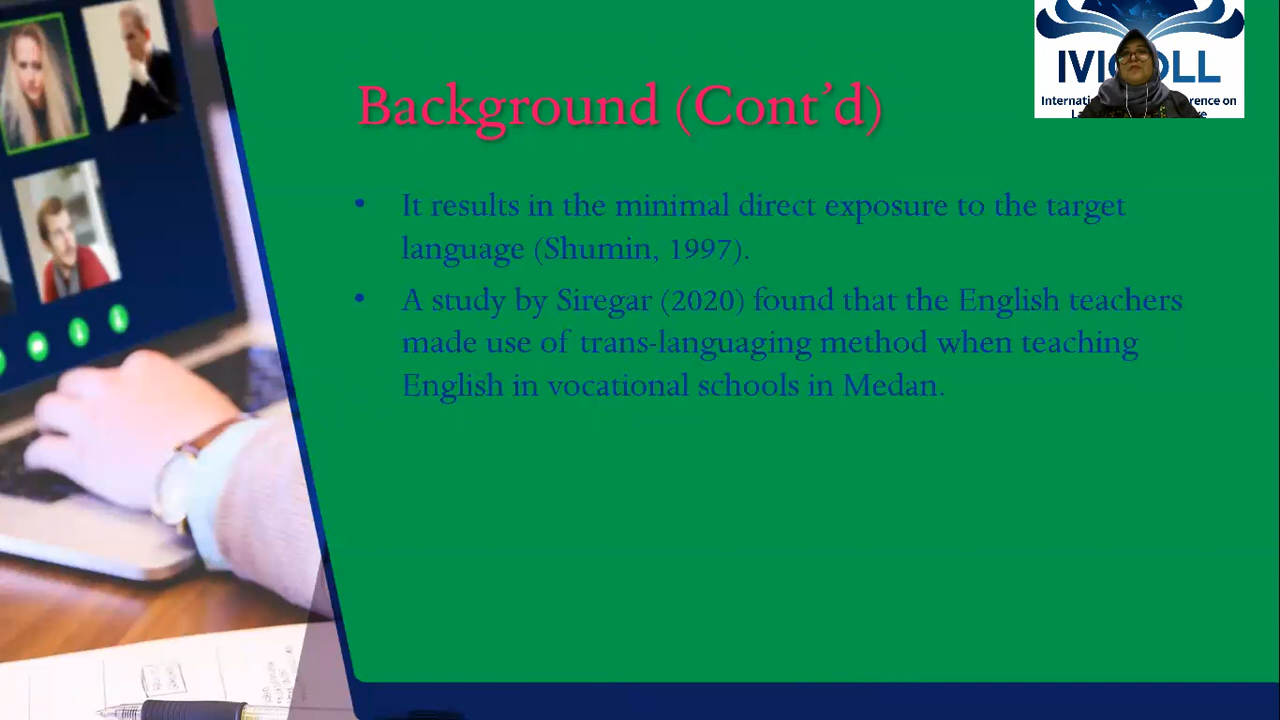 Background (Cont’d)
• It results in the minimal direct exposure to the target
language (Shumin, 1997).
• A study by Siregar (2020) found that the English teachers
made use of trans-languaging method when teaching
English in vocational schools in Medan.
Internati
rence on